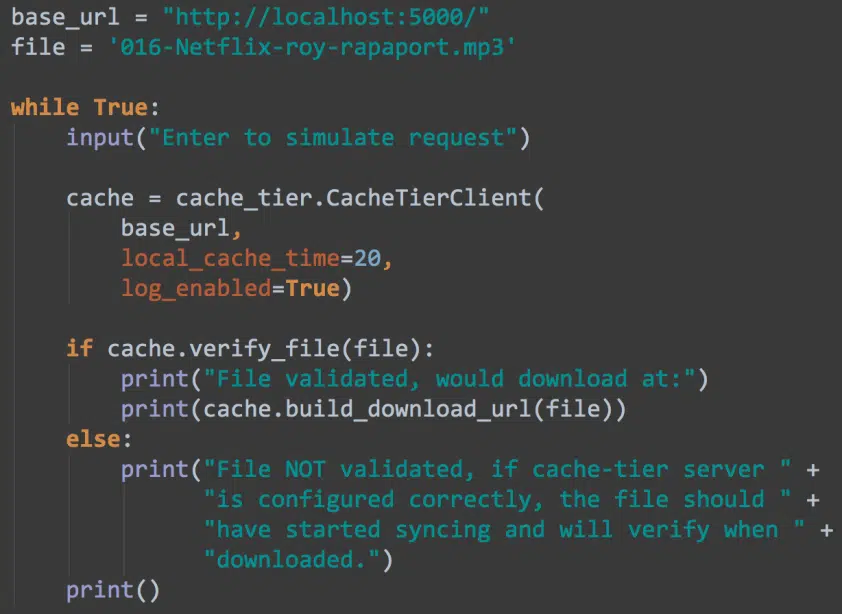 base_url = "http://localhost:5000/"
file = '016-Netflix-roy-rapaport.mp3'
while True:
    input("Enter to simulate request")
    cache = cache_tier.CacheTierClient(
        base_url,
        local_cache_time=20,
        log_enabled=True)
    if cache.verify_file(file):
        print("File validated, would download at:")
        print(cache.build_download_url(file))
    else:
        print("File NOT validated, if cache-tier server " +
              "is configured correctly, the file should " +
              "have started syncing and will verify when " +
              "downloaded.")
    print()